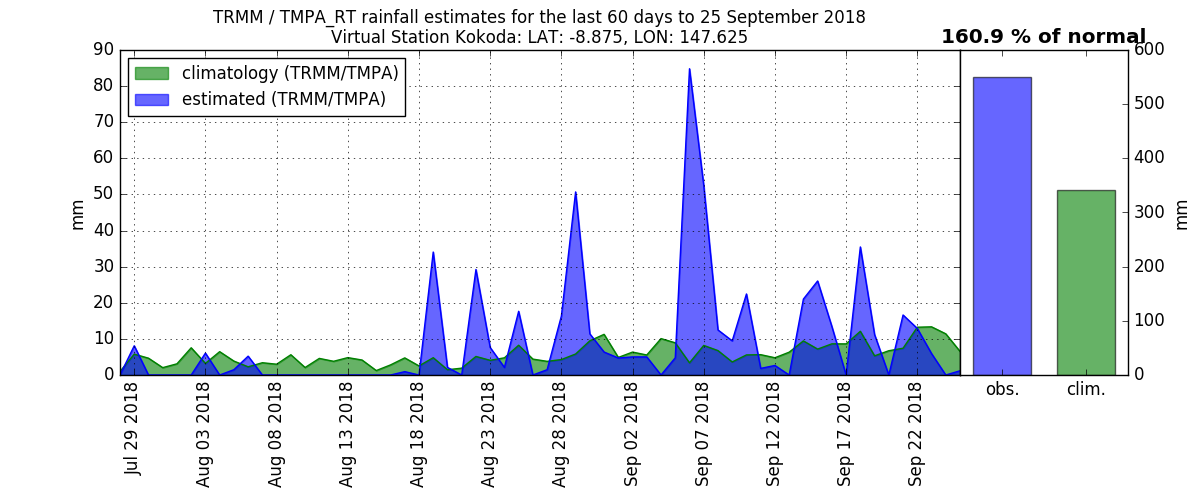 TRMM / TMPA_RT rainfall estimates for the last 60 days to 25 September 2018
Virtual Station Kokoda: LAT: -8.875, LON: 147.625
160.9 % of normal
climatology (TRMM/TMPA)
estimated (TRMM/TMPA)
90
80
70
60
50
40
30
20
10
0
mm
Jul 29 2018
Aug 03 2018
Aug 08 2018
Aug 13 2018
Aug 18 2018
Aug 23 2018
Aug 28 2018
Sep 02 2018
Sep 07 2018
Sep 12 2018
Sep 17 2018
Sep 22 2018
obs.
clim.
600
500
400
300
200
100
0
mm